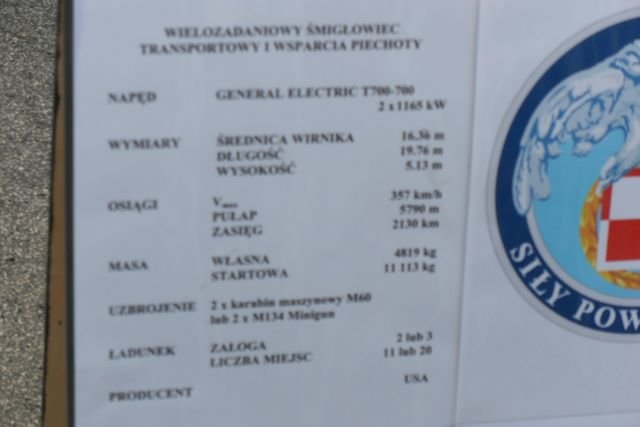 WIELOZADANIOWY ŚMIGŁOWIEC
TRANSPORTOWY I WSPARCIA PIECHOTY
NAPĘD GENERAL ELECTRIC T700-700
2 x 1165 kW
WYMIARY ŚREDNICA WIRNIKA 16.36 m
DŁUGOŚĆ 19.76 m
WYSOKOŚĆ 5.13 m
OSIĄGI Vmax 357 km/h
PUŁAP 5790 m
ZASIĘG 2130 km
MASA WŁASNA 4819 kg
STARTOWA 11 113 kg
UZBROJENIE 2 x karabin maszynowy M60
lub 2 x M134 Minigun
ŁADUNEK ZAŁOGA 2 lub 3
LICZBA MIEJSC 11 lub 20
PRODUCENT USA
SIŁY POW